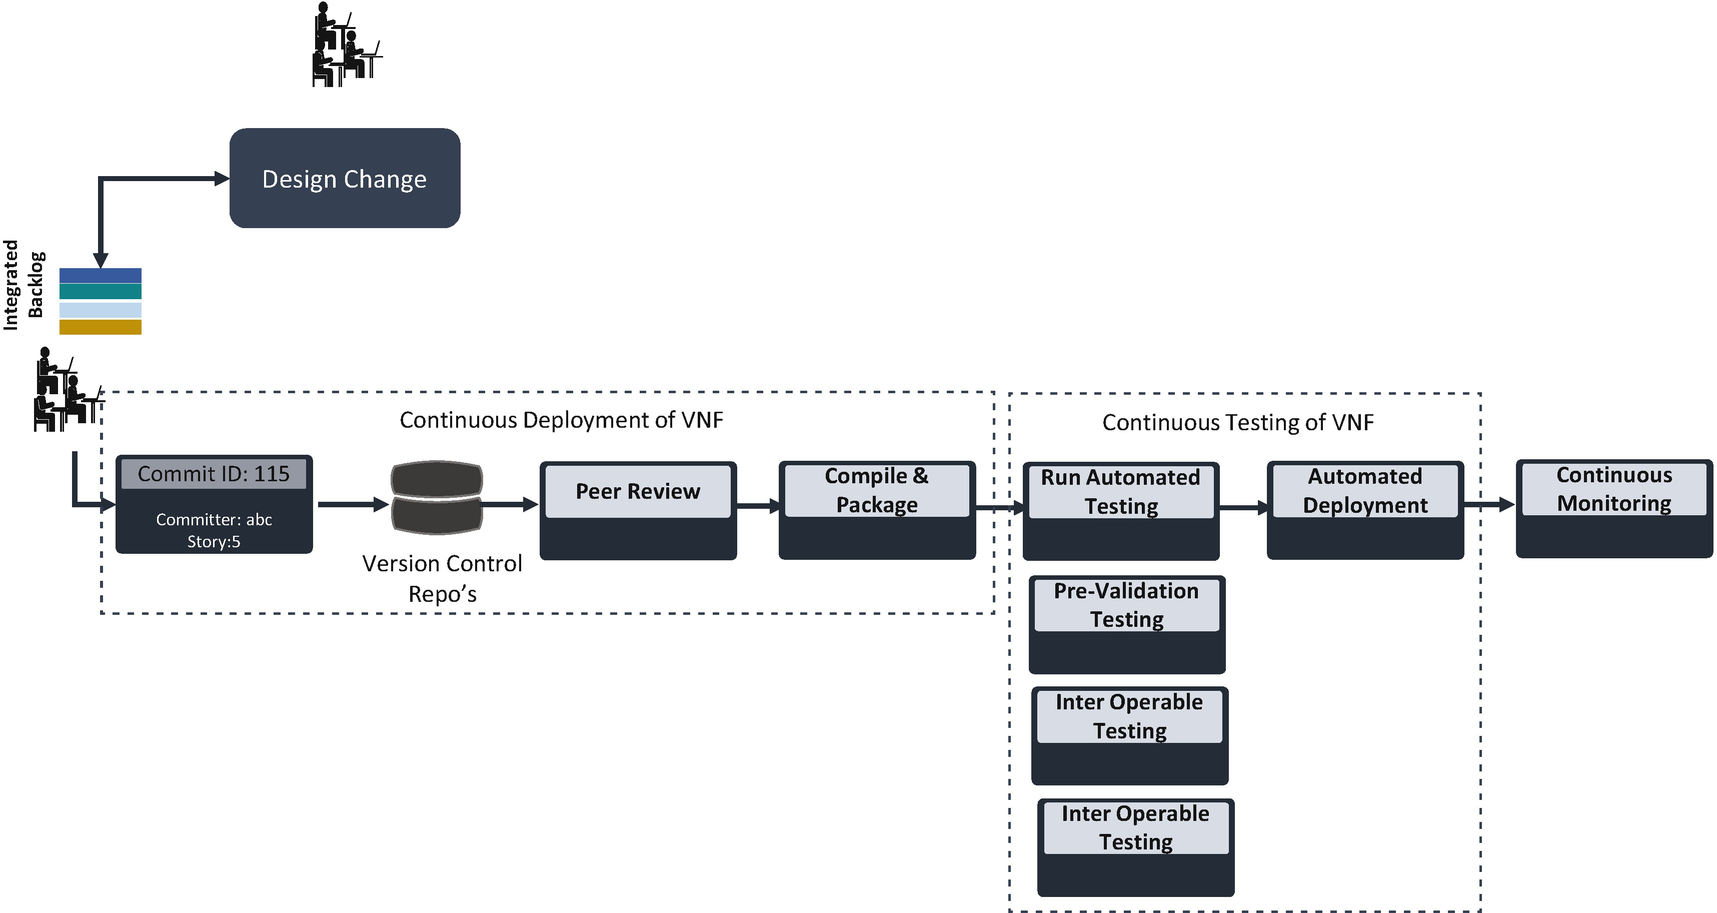 Design Change
Integrated
Backlog
Continuous Deployment of VNF
Commit ID: 115
Committer: abc
Story:5
Version Control
Repo’s
Peer Review
Compile &
Package
Continuous Testing of VNF
Run Automated
Testing
Automated
Deployment
Continuous
Monitoring
Pre-Validation
Testing
Inter Operable
Testing
Inter Operable
Testing